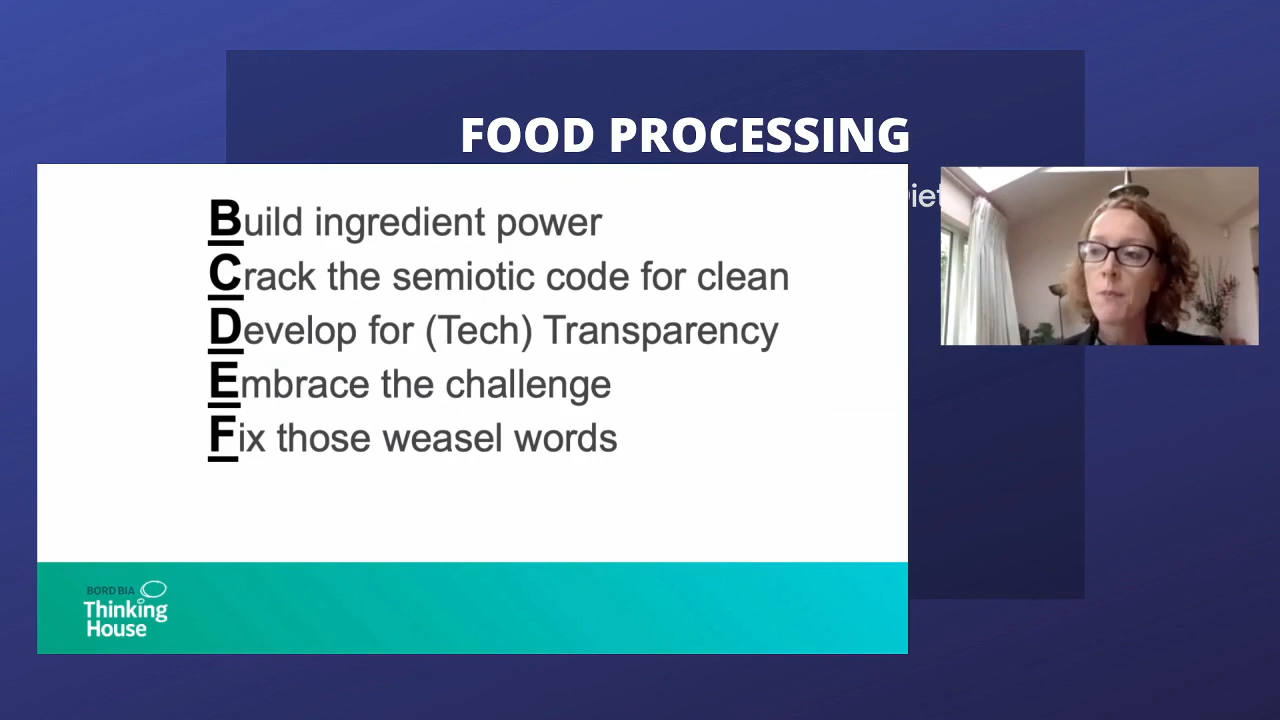 FOOD PROCESSING
Build ingredient power
Crack the semiotic code for clean
Develop for (Tech) Transparency
Embrace the challenge
Fix those weasel words
BORD BIA
Thinking
House